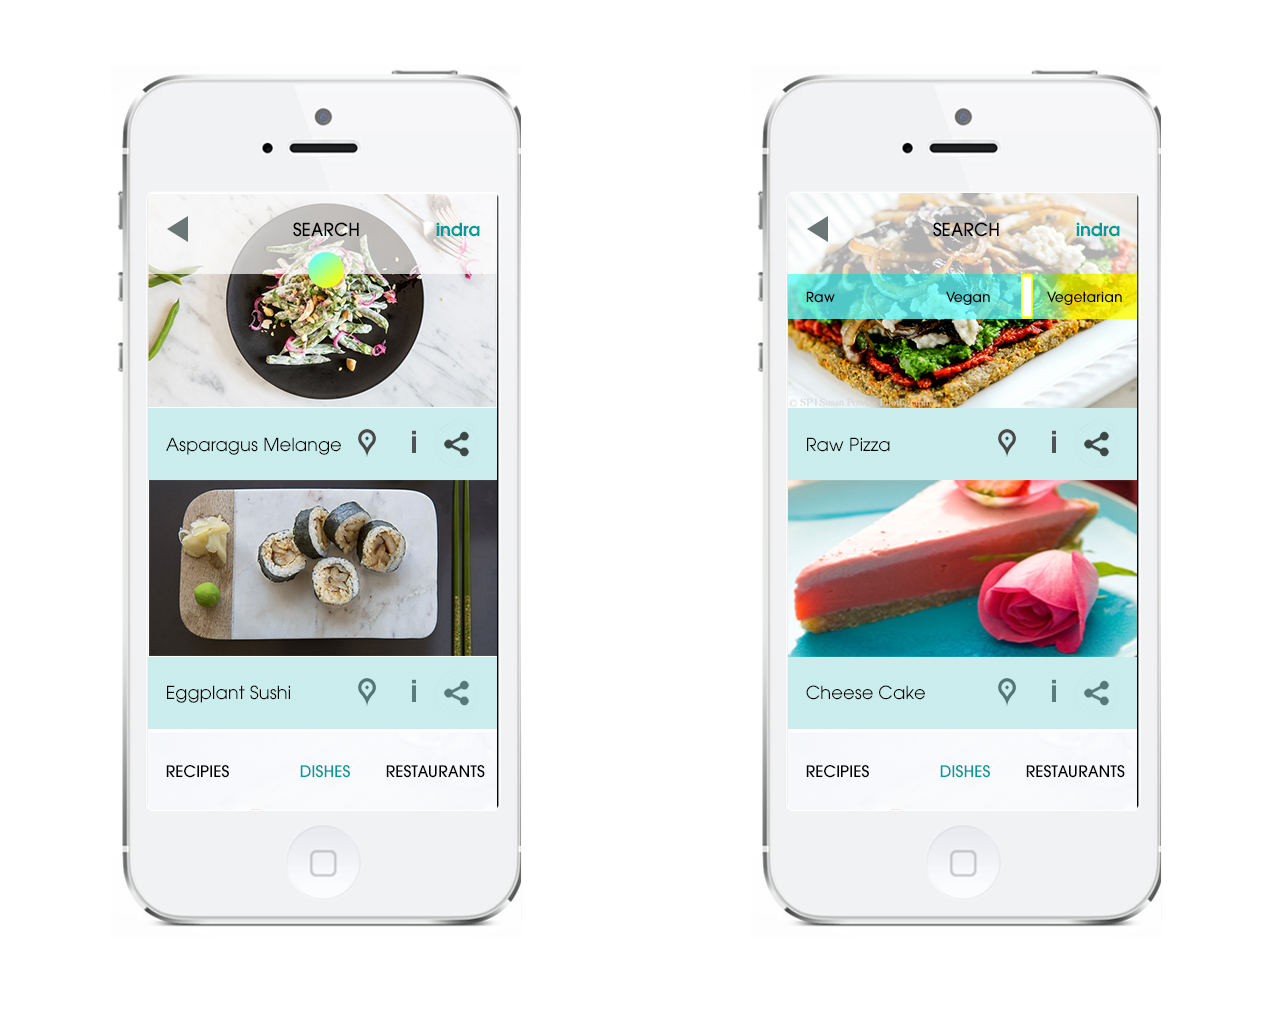 SEARCH
indra
Asparagus Melange
i
Eggplant Sushi
i
RECIPIES
DISHES
RESTAURANTS
SEARCH
indra
Raw
Vegan
Vegetarian
Raw Pizza
i
Cheese Cake
i
RECIPIES
DISHES
RESTAURANTS